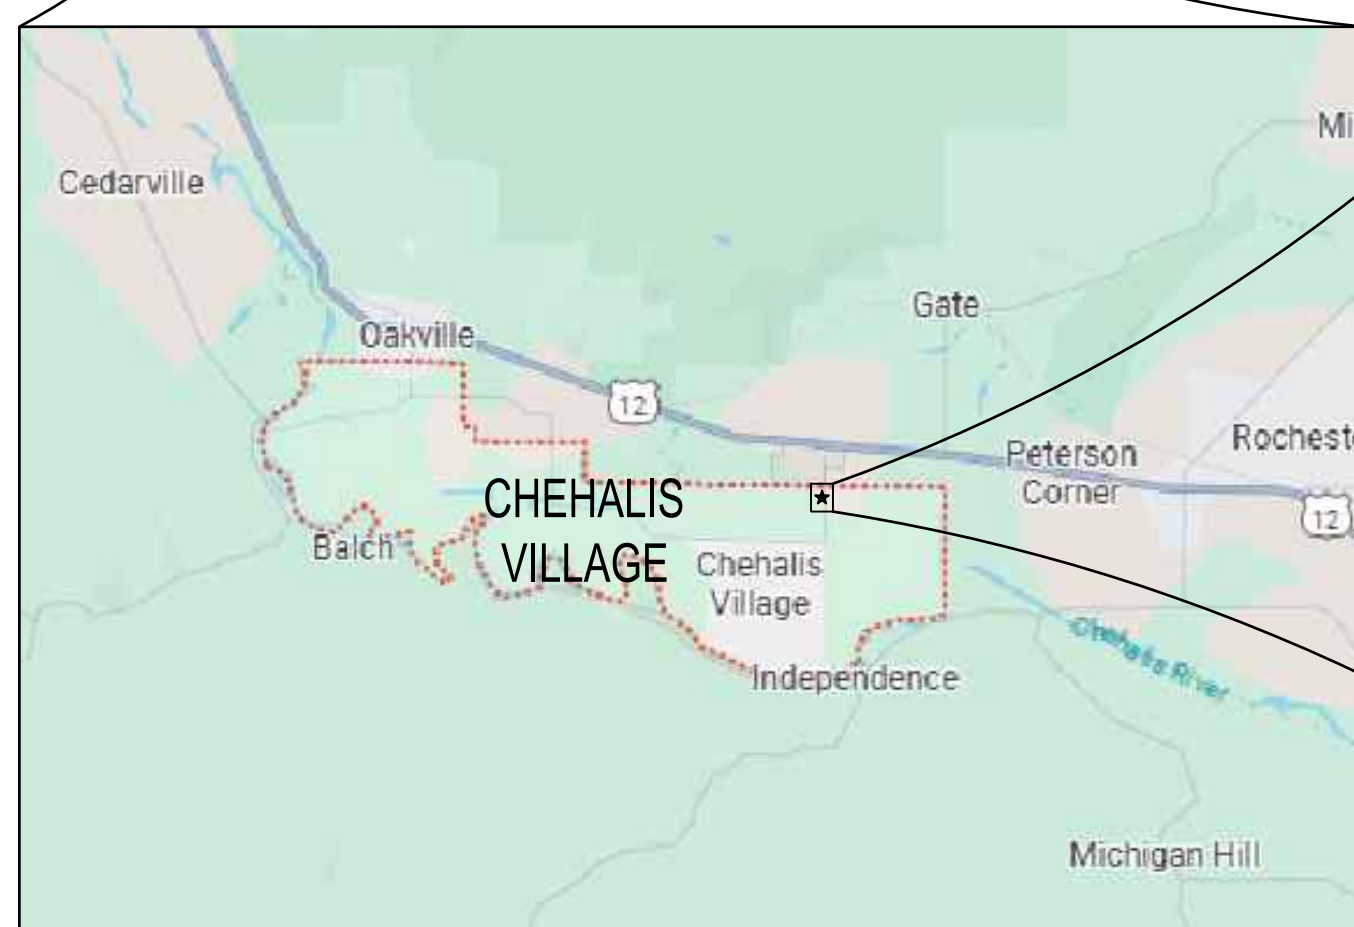 Mi
Cedarville
Gate
Oakville
12
Rochest
Peterson
Corner
CHEHALIS
VILLAGE
12
Balch
Chehalis
Village
Chehalis River
Independence
Michigan Hill